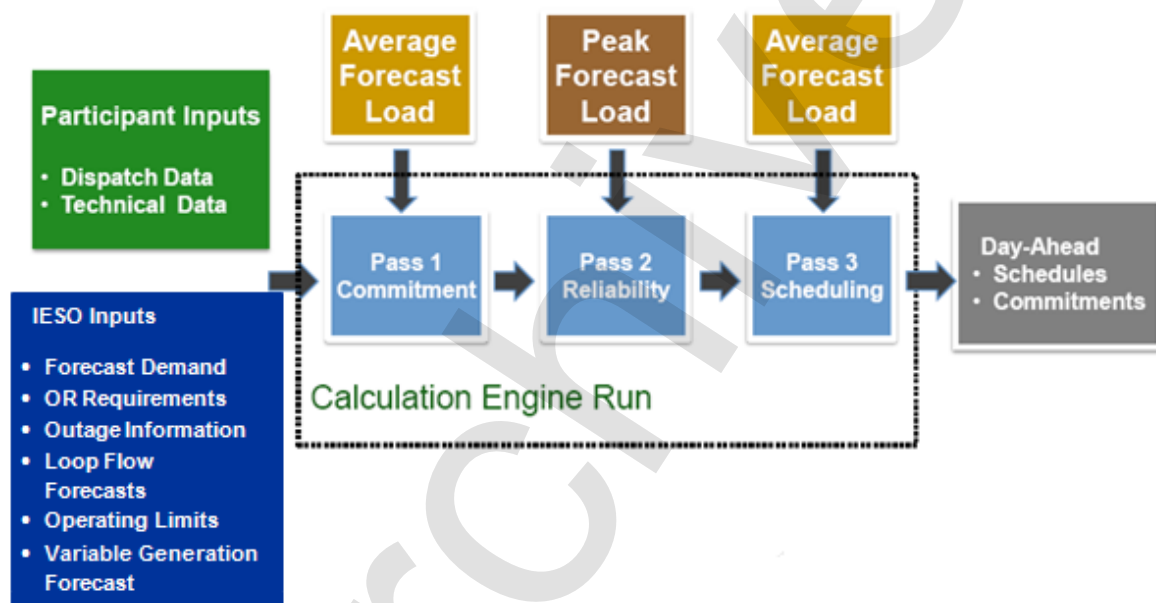 Average
Forecast
Load
Peak
Forecast
Load
Average
Forecast
Load
Participant Inputs
• Dispatch Data
• Technical Data
Pass 1
Commitment
Pass 2
Reliability
Pass 3
Scheduling
Day-Ahead
• Schedules
• Commitments
IESO Inputs
• Forecast Demand
• OR Requirements
• Outage Information
• Loop Flow
Forecasts
• Operating Limits
• Variable Generation
Forecast
Calculation Engine Run
rchive